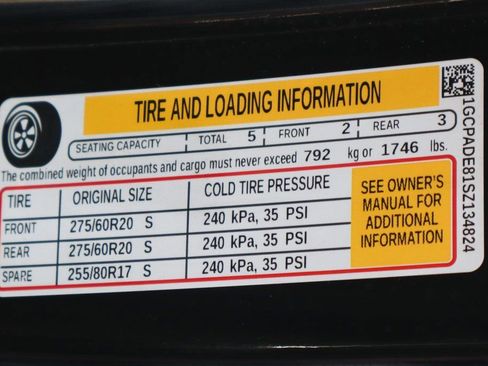 TIRE AND LOADING INFORMATION
SEATING CAPACITY TOTAL 5 FRONT 2 REAR 3
The combined weight of occupants and cargo must never exceed 792 kg or 1746 lbs.
TIRE ORIGINAL SIZE COLD TIRE PRESSURE
FRONT 275/60R20 S 240 kPa, 35 PSI
REAR 275/60R20 S 240 kPa, 35 PSI
SPARE 255/80R17 S 240 kPa, 35 PSI
SEE OWNER'S
MANUAL FOR
ADDITIONAL
INFORMATION
1GCPADE81SZ134824